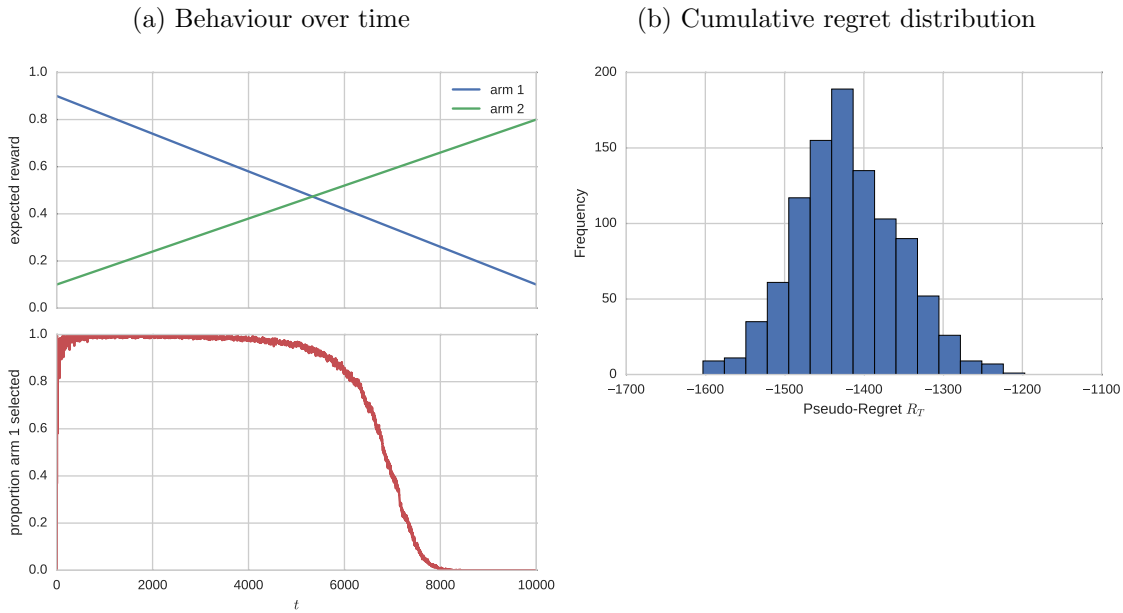 (a) Behaviour over time
1.0
0.8
0.6
0.4
0.2
0.0
expected reward
arm 1
arm 2
1.0
0.8
0.6
0.4
0.2
0.0
proportion arm 1 selected
0 2000 4000 6000 8000 10000
t
(b) Cumulative regret distribution
200
150
100
50
0
Frequency
−1700 −1600 −1500 −1400 −1300 −1200 −1100
Pseudo-Regret R_T